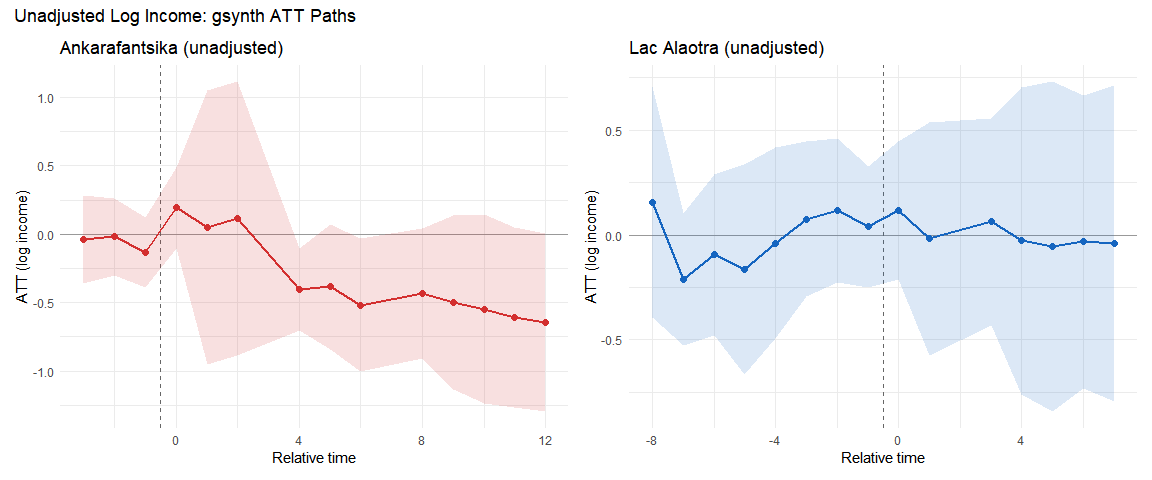 Unadjusted Log Income: gsynth ATT Paths
Ankarafantsika (unadjusted)
ATT (log income)
1.0
0.5
0.0
-0.5
-1.0
0
4
8
12
Relative time
Lac Alaotra (unadjusted)
ATT (log income)
0.5
0.0
-0.5
-8
-4
0
4
Relative time